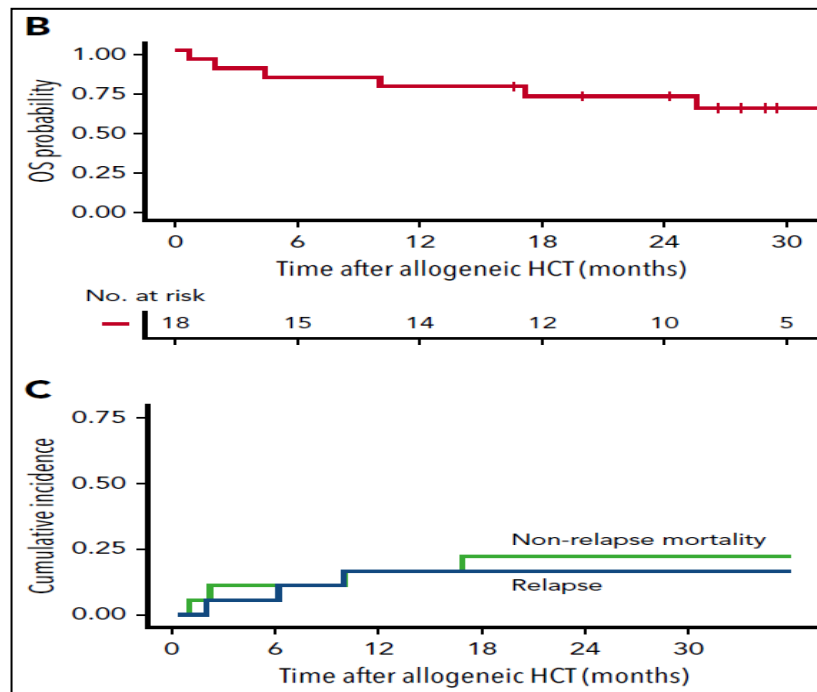 B
1.00
0.75
0.50
0.25
0.00
OS probability
0 6 12 18 24 30
Time after allogeneic HCT (months)
No. at risk
18 15 14 12 10 5
C
0.75
0.50
0.25
0.00
Cumulative incidence
Non-relapse mortality
Relapse
0 6 12 18 24 30
Time after allogeneic HCT (months)